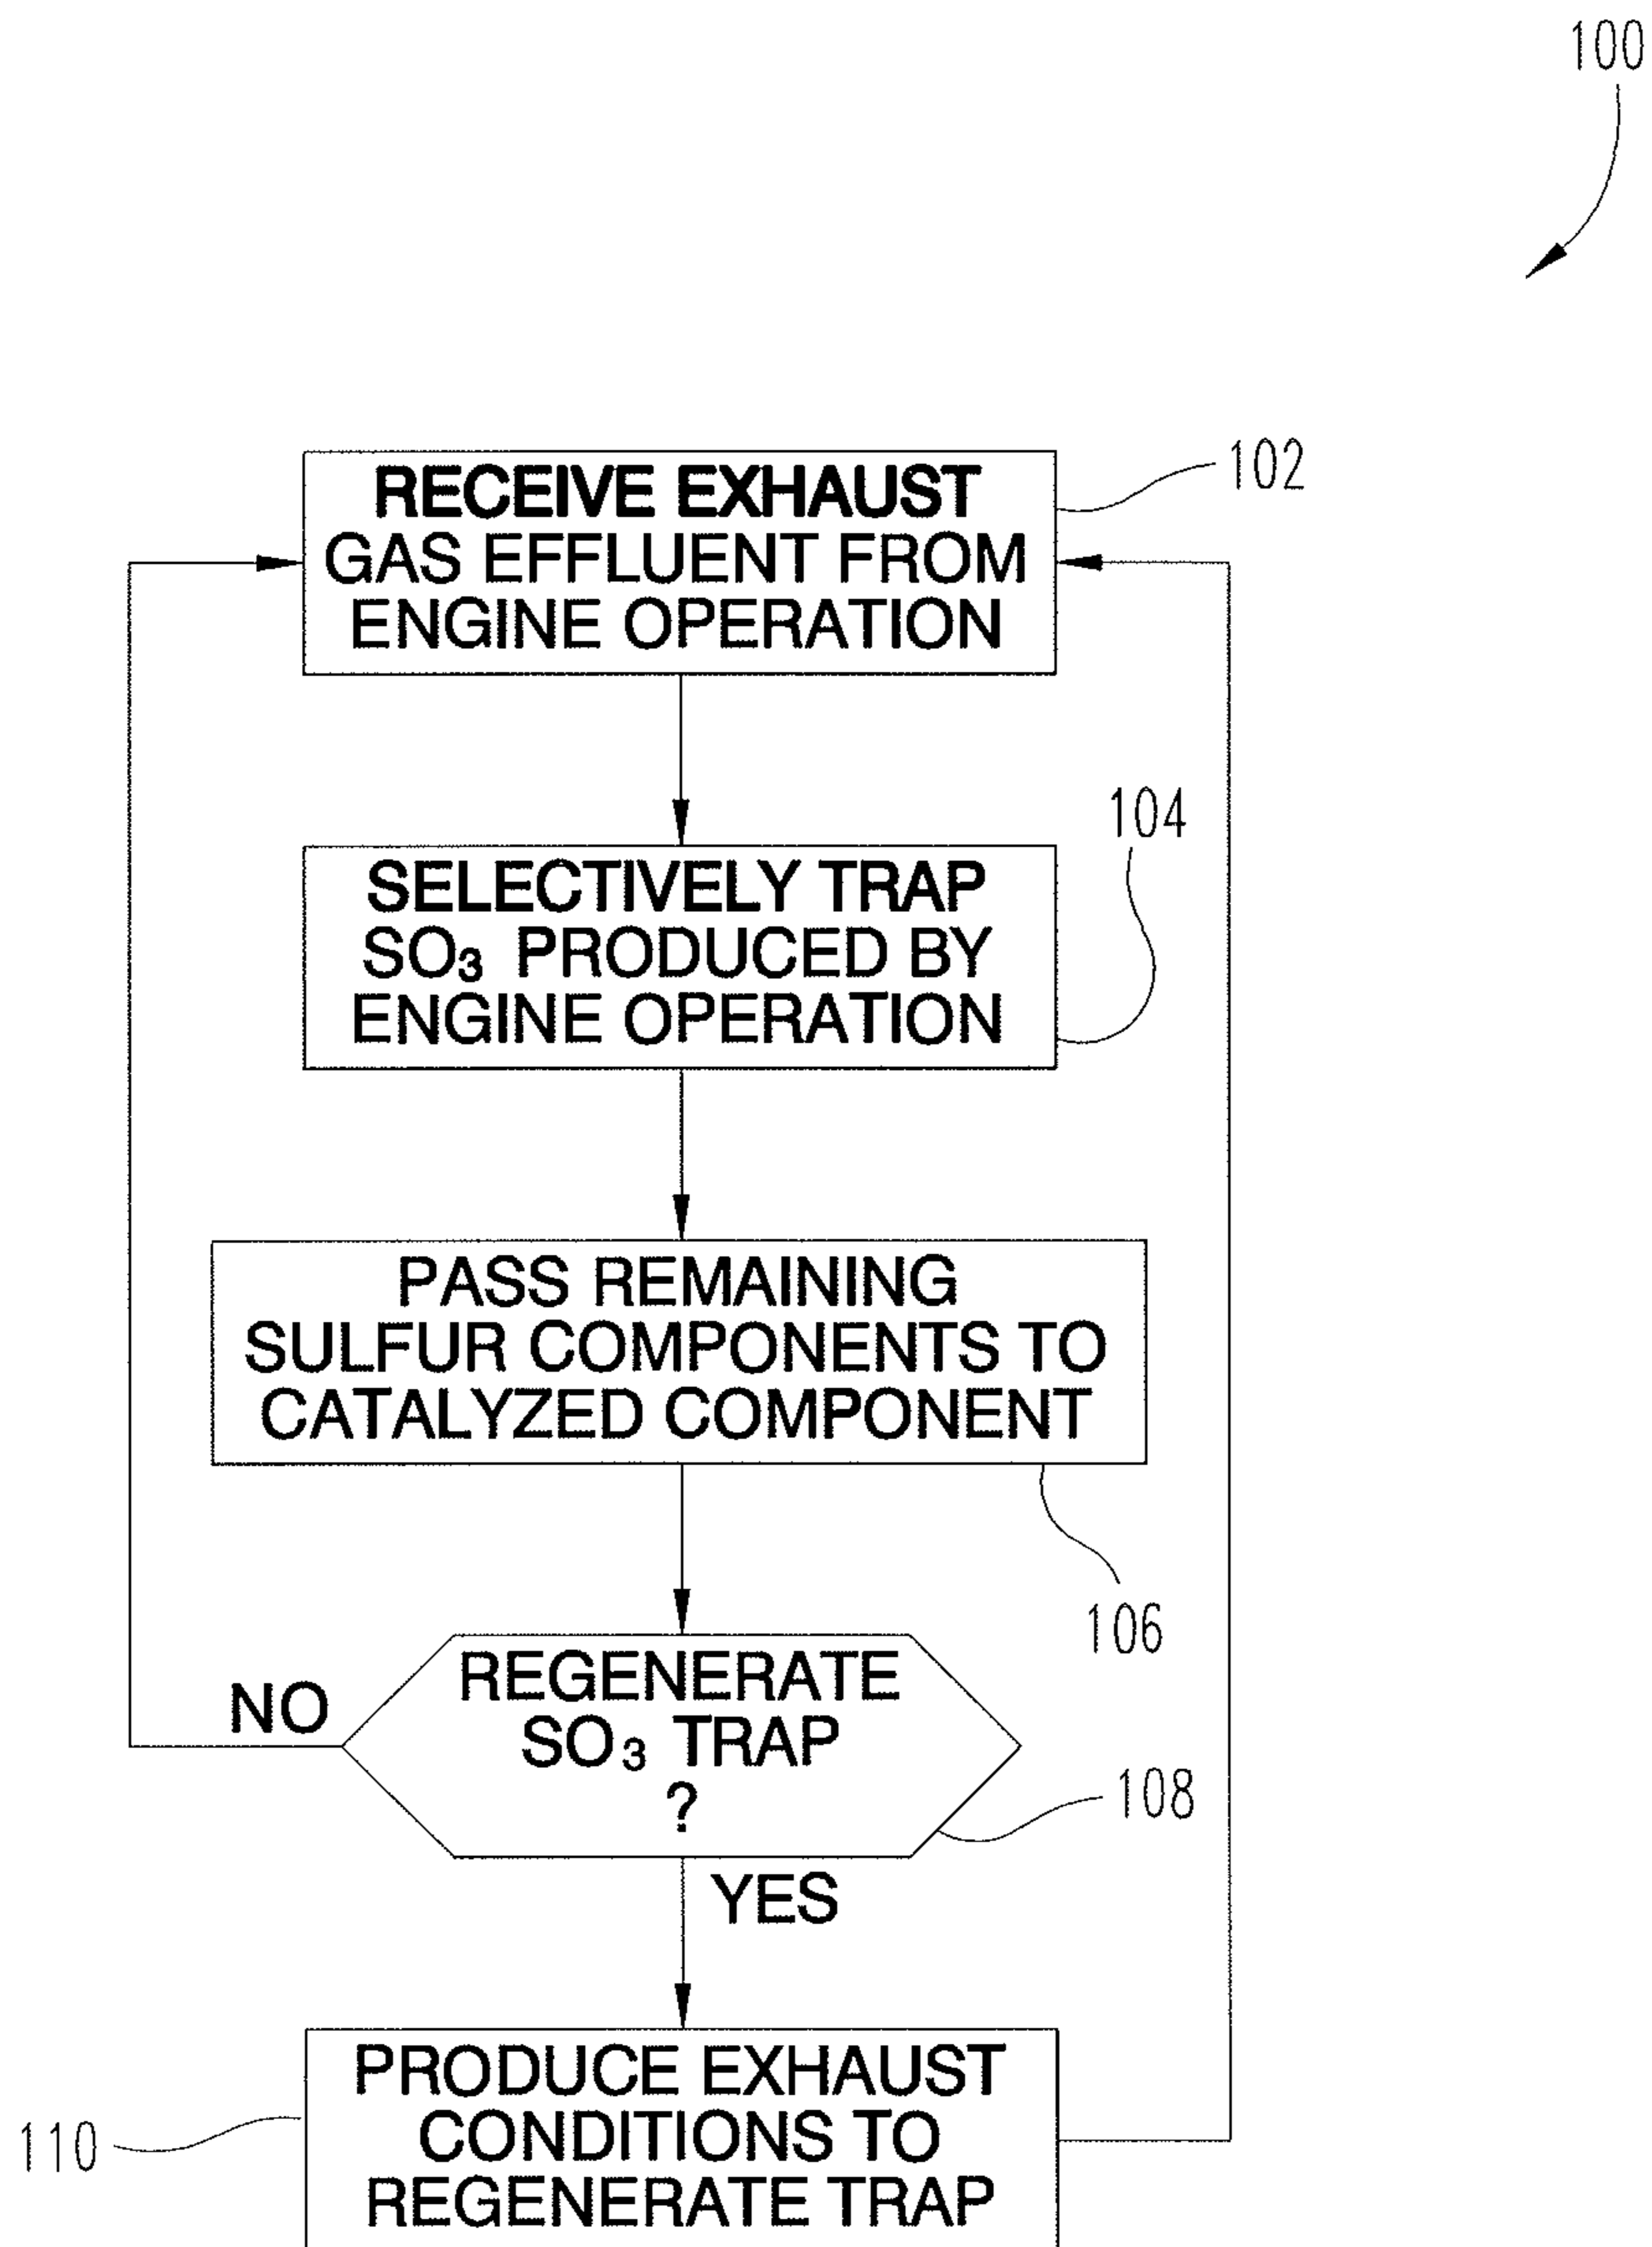 100
RECEIVE EXHAUST
GAS EFFLUENT FROM
ENGINE OPERATION
102
SELECTIVELY TRAP
SO₃ PRODUCED BY
ENGINE OPERATION
104
PASS REMAINING
SULFUR COMPONENTS TO
CATALYZED COMPONENT
106
REGENERATE
SO₃ TRAP
?
108
NO
YES
PRODUCE EXHAUST
CONDITIONS TO
REGENERATE TRAP
110